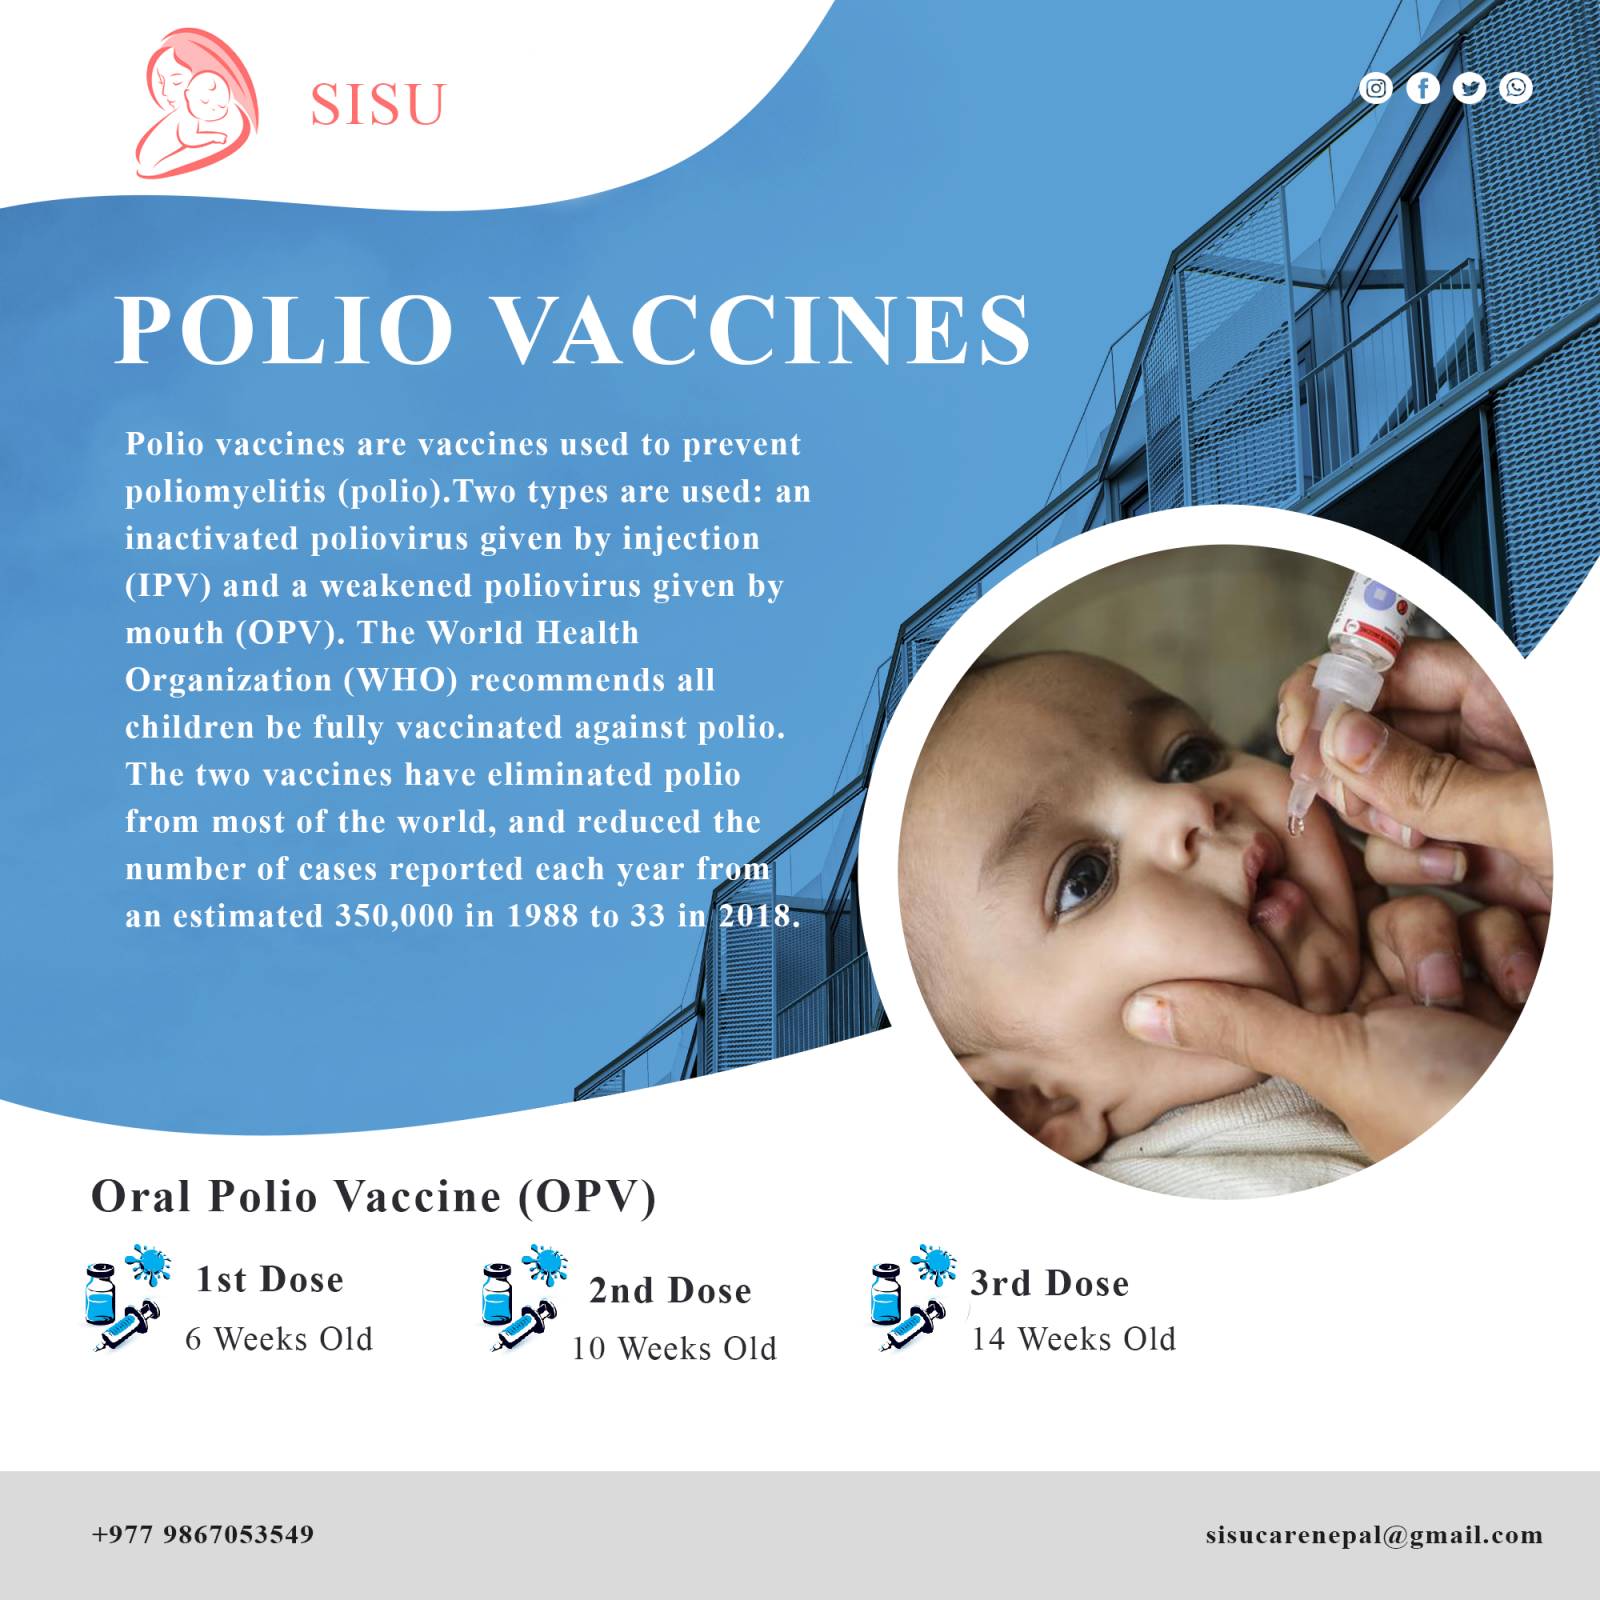 SISU
POLIO VACCINES
Polio vaccines are vaccines used to prevent
poliomyelitis (polio).Two types are used: an
inactivated poliovirus given by injection
(IPV) and a weakened poliovirus given by
mouth (OPV). The World Health
Organization (WHO) recommends all
children be fully vaccinated against polio.
The two vaccines have eliminated polio
from most of the world, and reduced the
number of cases reported each year from
an estimated 350,000 in 1988 to 33 in 2018.
Oral Polio Vaccine (OPV)
1st Dose
6 Weeks Old
2nd Dose
10 Weeks Old
3rd Dose
14 Weeks Old
+977 9867053549
sisucarenepal@gmail.com